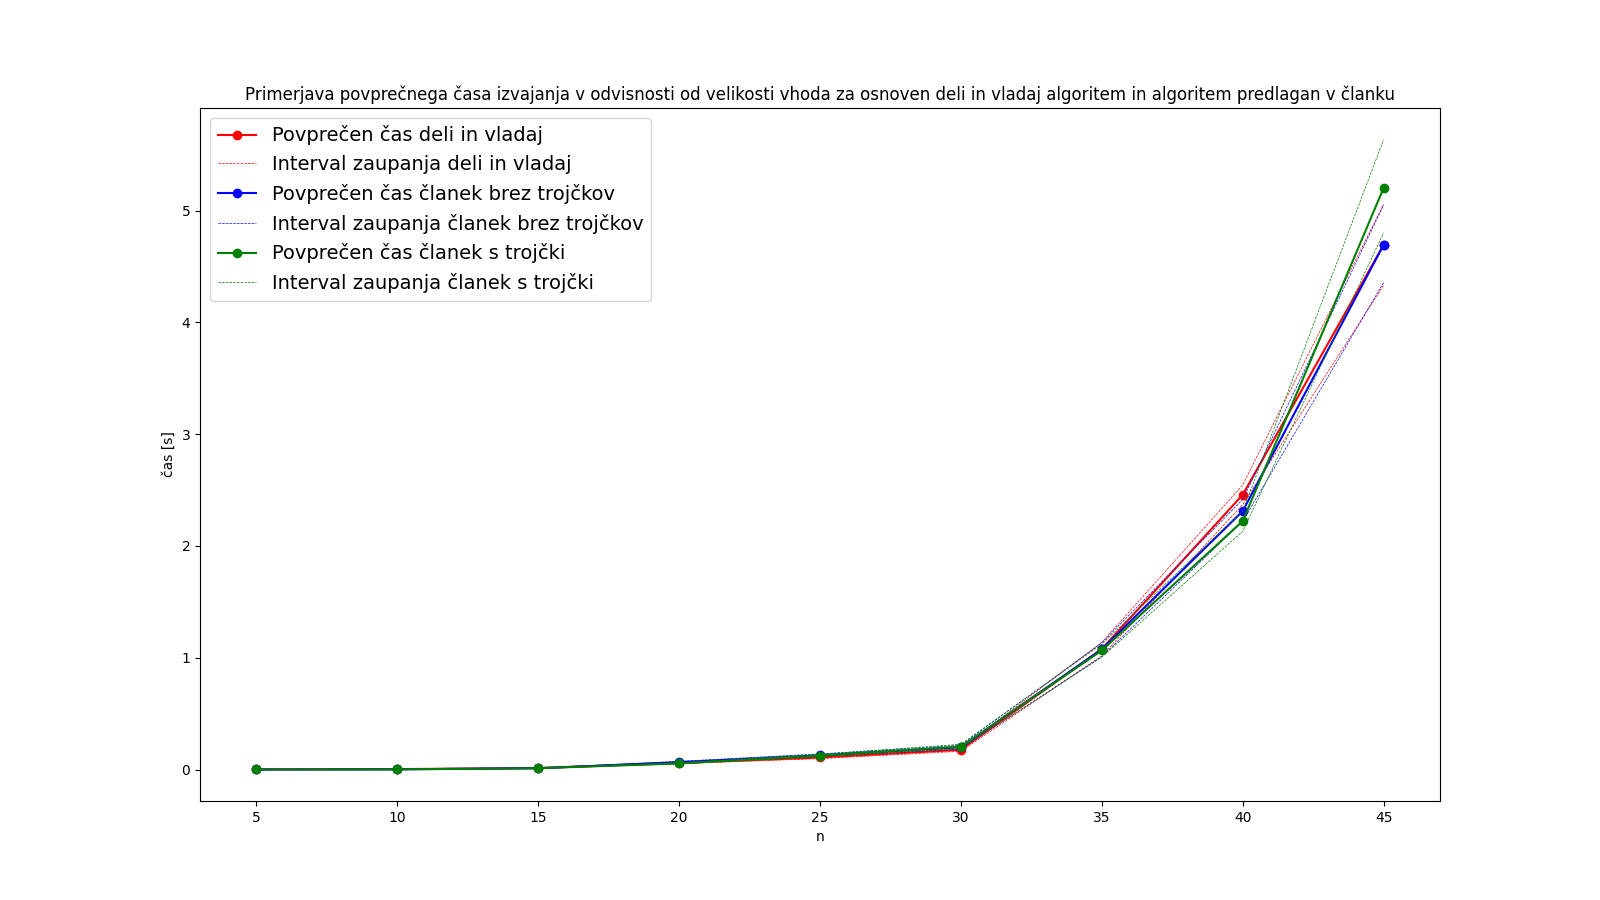 Primerjava povprečnega časa izvajanja v odvisnosti od velikosti vhoda za osnoven deli in vladaj algoritem in algoritem predlagan v članku
Povprečen čas deli in vladaj
Interval zaupanja deli in vladaj
Povprečen čas članek brez trojčkov
Interval zaupanja članek brez trojčkov
Povprečen čas članek s trojčki
Interval zaupanja članek s trojčki
5
4
3
2
1
0
čas [s]
5 10 15 20 25 30 35 40 45
n